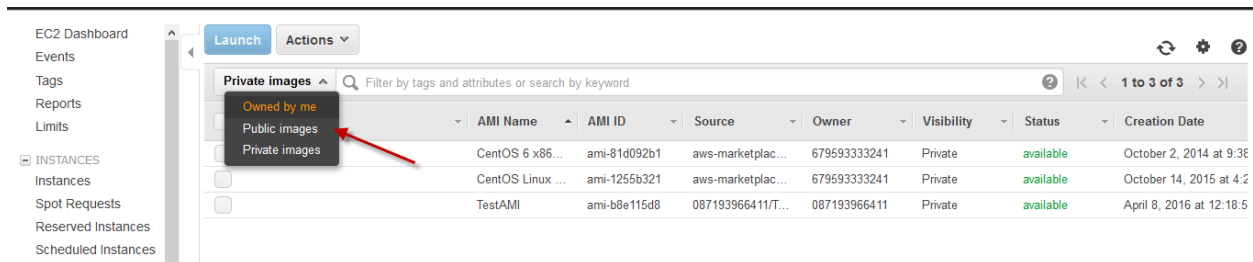 EC2 Dashboard
Events
Tags
Reports
Limits
INSTANCES
Instances
Spot Requests
Reserved Instances
Scheduled Instances
Launch Actions
Private images Filter by tags and attributes or search by keyword 1 to 3 of 3
Owned by me
Public images
Private images
AMI Name AMI ID Source Owner Visibility Status Creation Date
CentOS 6 x86... ami-81d092b1 aws-marketplac... 679593333241 Private available October 2, 2014 at 9:38
CentOS Linux ... ami-1255b321 aws-marketplac... 679593333241 Private available October 14, 2015 at 4:2
TestAMI ami-b8e115d8 087193966411/T... 087193966411 Private available April 8, 2016 at 12:18:5